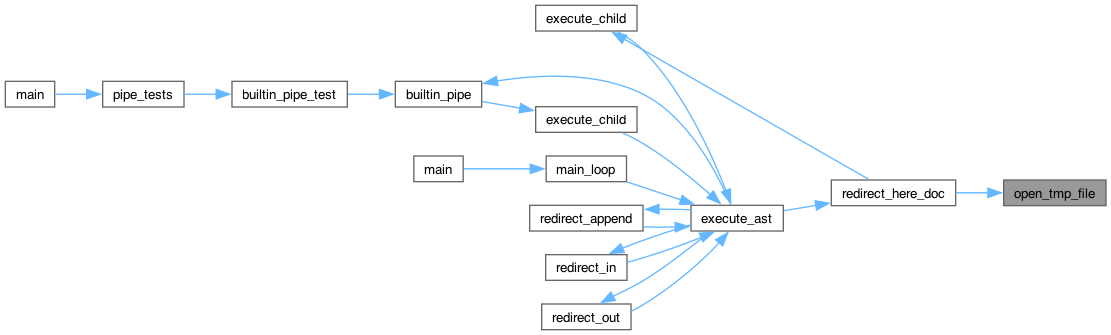 execute_child
main
pipe_tests
builtin_pipe_test
builtin_pipe
execute_child
main
main_loop
redirect_here_doc
open_tmp_file
redirect_append
execute_ast
redirect_in
redirect_out